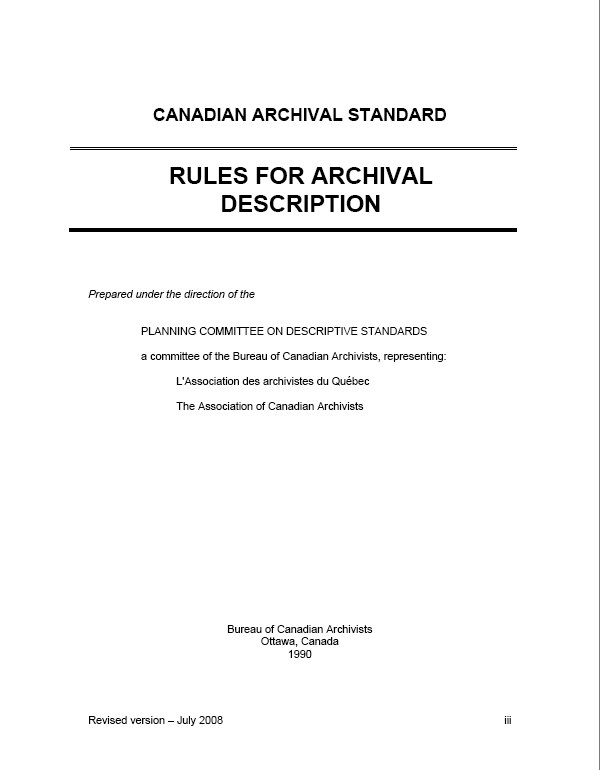 CANADIAN ARCHIVAL STANDARD
RULES FOR ARCHIVAL
DESCRIPTION
Prepared under the direction of the
PLANNING COMMITTEE ON DESCRIPTIVE STANDARDS
a committee of the Bureau of Canadian Archivists, representing:
L'Association des archivistes du Québec
The Association of Canadian Archivists
Bureau of Canadian Archivists
Ottawa, Canada
1990
Revised version – July 2008 iii